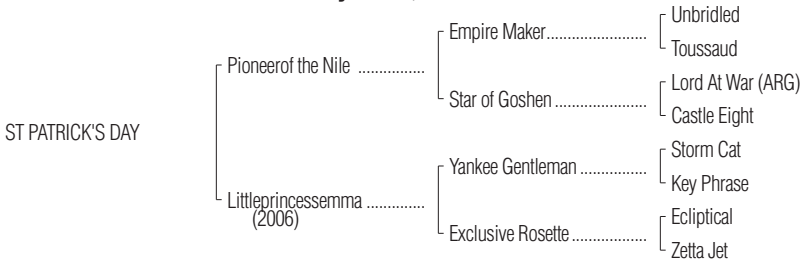 Unbridled
Empire Maker.......................
Toussaud
Pioneerof the Nile ...............
Lord At War (ARG)
Star of Goshen .....................
Castle Eight
ST PATRICK'S DAY
Storm Cat
Yankee Gentleman ...............
Key Phrase
Littleprincessemma .............
(2006)
Ecliptical
Exclusive Rosette .................
Zetta Jet